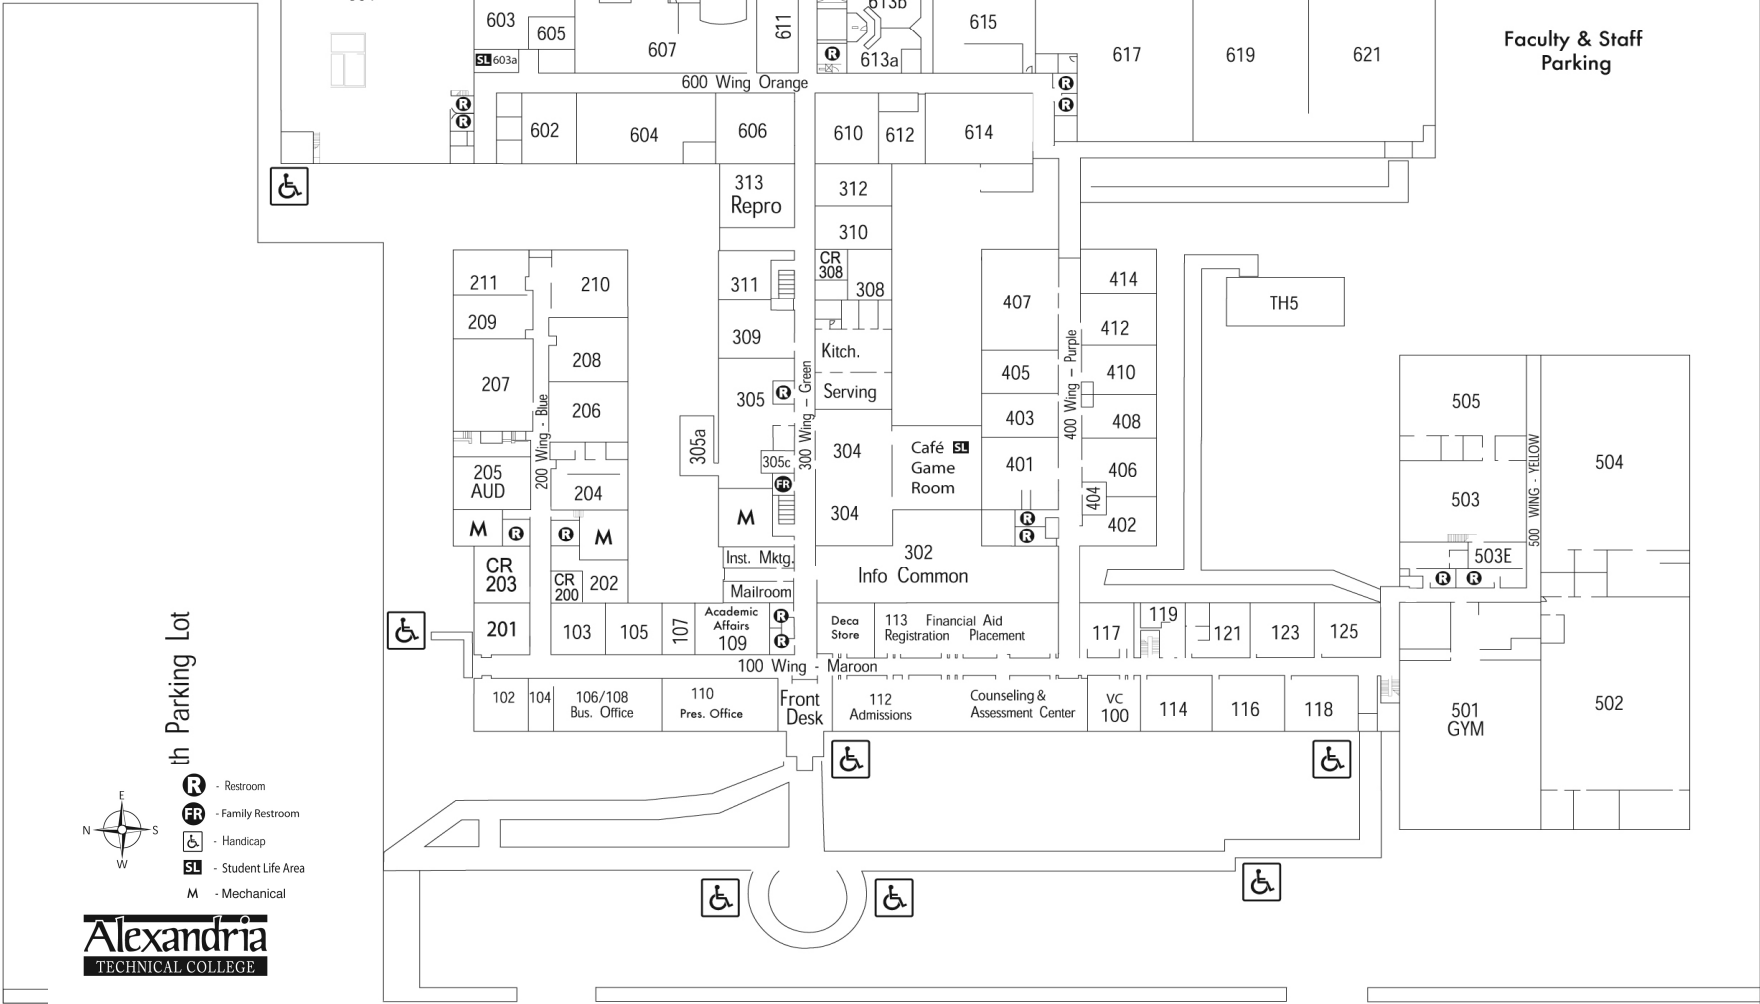 613b
603
605
607
611
615
617
619
621
Faculty & Staff
Parking
SL 603a
R
613a
600 Wing Orange
R
R
R
R
602
604
606
610
612
614
313
Repro
312
310
CR
308
308
311
309
Kitch.
Serving
305
R
305a
305c
FR
M
300 Wing – Green
304
304
Café SL
Game
Room
302
Info Common
Inst. Mktg.
Mailroom
211
210
209
208
207
206
200 Wing - Blue
205
AUD
204
M
R
R
M
CR
203
CR
200
202
201
407
414
412
405
410
403
408
400 Wing – Purple
401
406
404
402
R
R
TH5
505
504
503
500 WING - YELLOW
503E
R
R
103
105
107
Academic
Affairs
109
R
R
Deca
Store
113 Financial Aid
Registration Placement
117
119
121
123
125
100 Wing - Maroon
102
104
106/108
Bus. Office
110
Pres. Office
Front
Desk
112
Admissions
Counseling &
Assessment Center
VC
100
114
116
118
501
GYM
502
th Parking Lot
E
N
S
W
R - Restroom
FR - Family Restroom
- Handicap
SL - Student Life Area
M - Mechanical
Alexandria
TECHNICAL COLLEGE